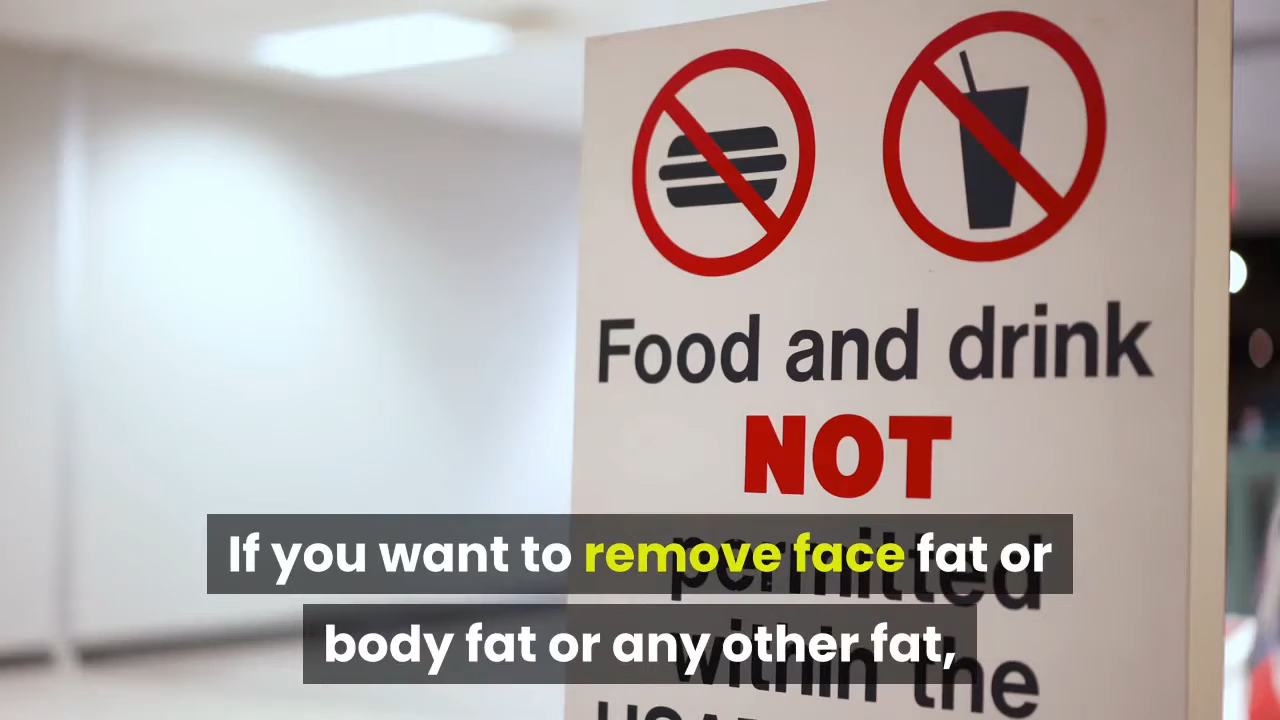 Food and drink
NOT
permitted
within the
If you want to remove face fat or
body fat or any other fat,